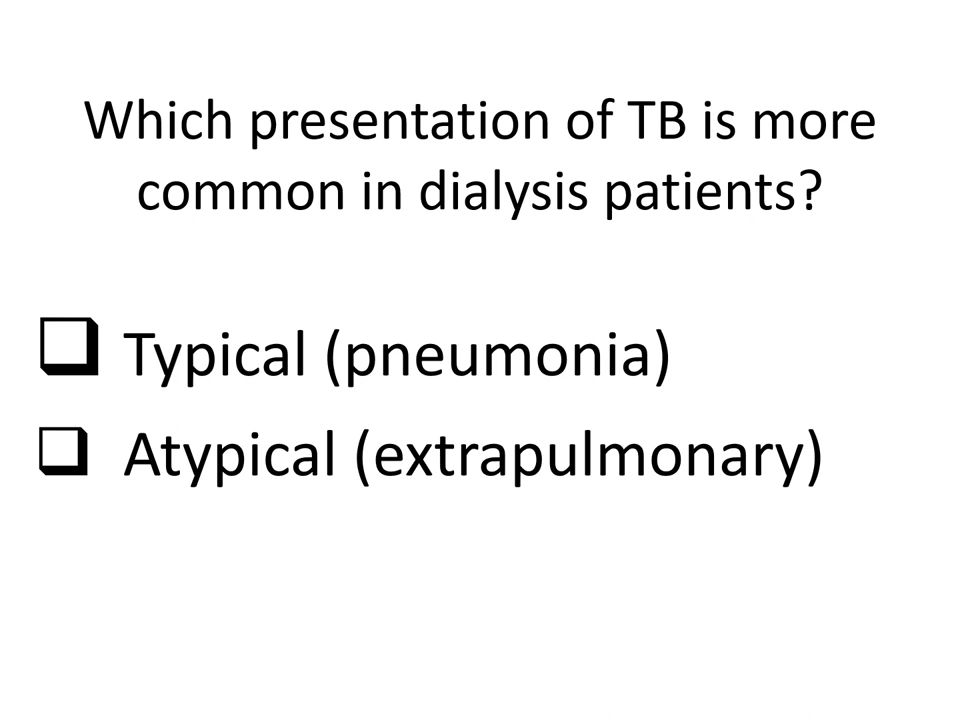 Which presentation of TB is more
common in dialysis patients?
Typical (pneumonia)
Atypical (extrapulmonary)